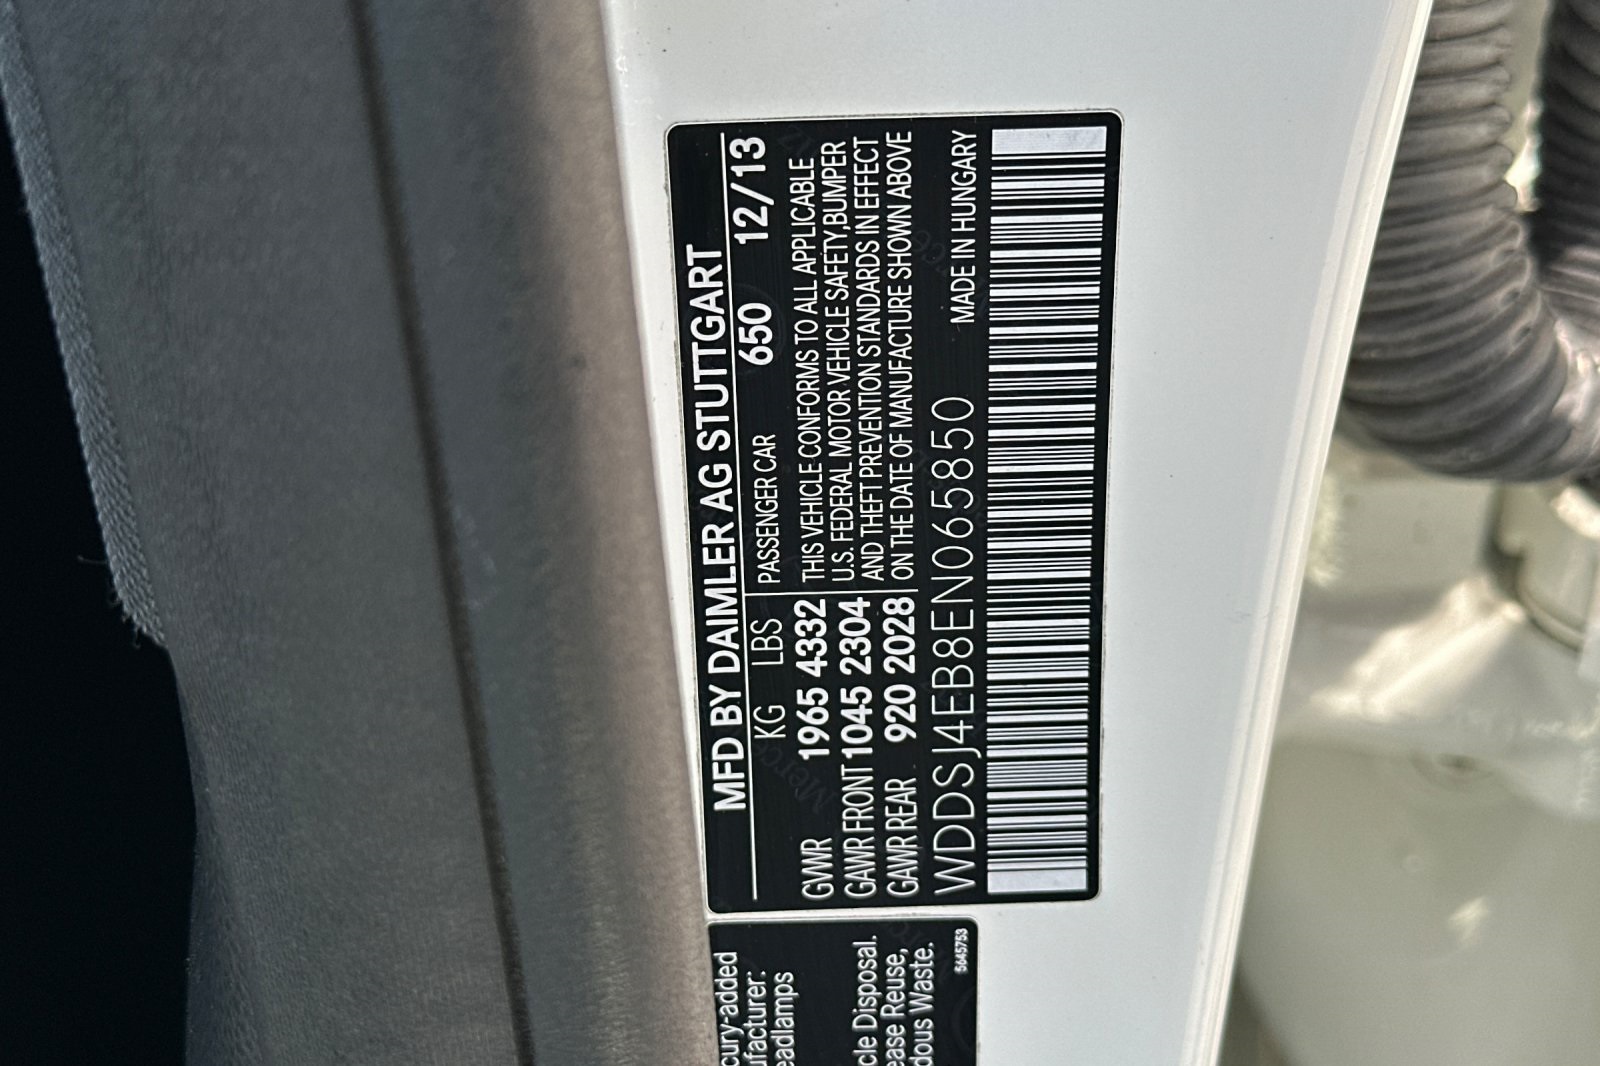 MFD BY DAIMLER AG STUTTGART
KG LBS PASSENGER CAR 650 12/13
GVWR 1965 4332 THIS VEHICLE CONFORMS TO ALL APPLICABLE
GAWR FRONT 1045 2304 U.S. FEDERAL MOTOR VEHICLE SAFETY,BUMPER
AND THEFT PREVENTION STANDARDS IN EFFECT
GAWR REAR 920 2028 ON THE DATE OF MANUFACTURE SHOWN ABOVE
WDDSJ4EB8EN065850 MADE IN HUNGARY
cury-added
ufacturer:
eadlamps
cle Disposal.
ease Reuse,
dous Waste.
5645753